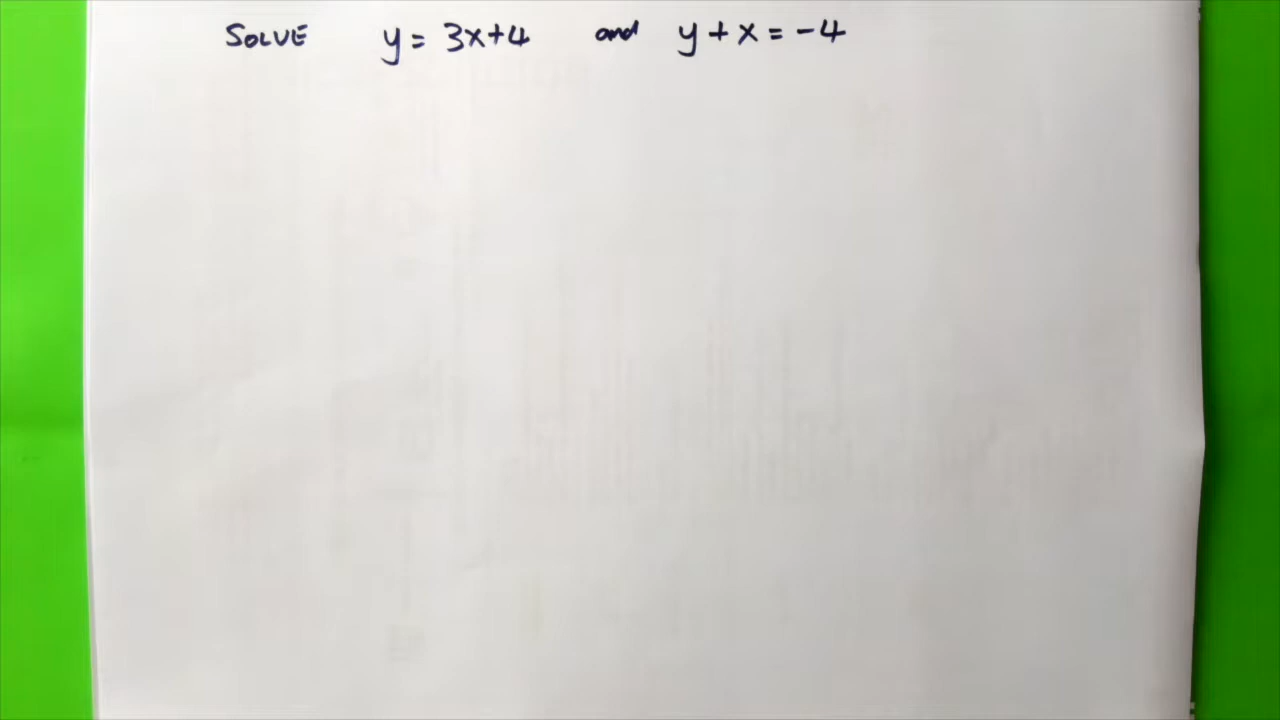 SOLVE y = 3x+4 and y + x = -4